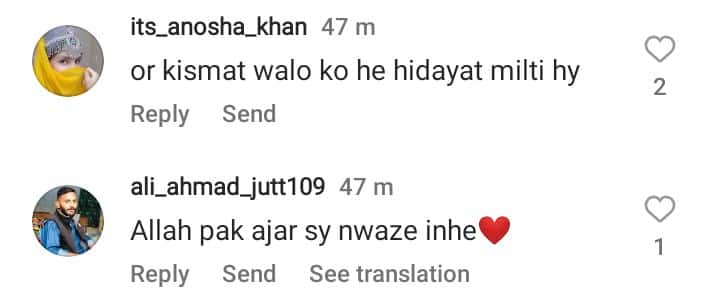 its_anosha_khan 47 m
or kismat walo ko he hidayat milti hy
2
Reply Send
ali_ahmad_jutt109 47 m
Allah pak ajar sy nwaze inhe❤️
1
Reply Send See translation